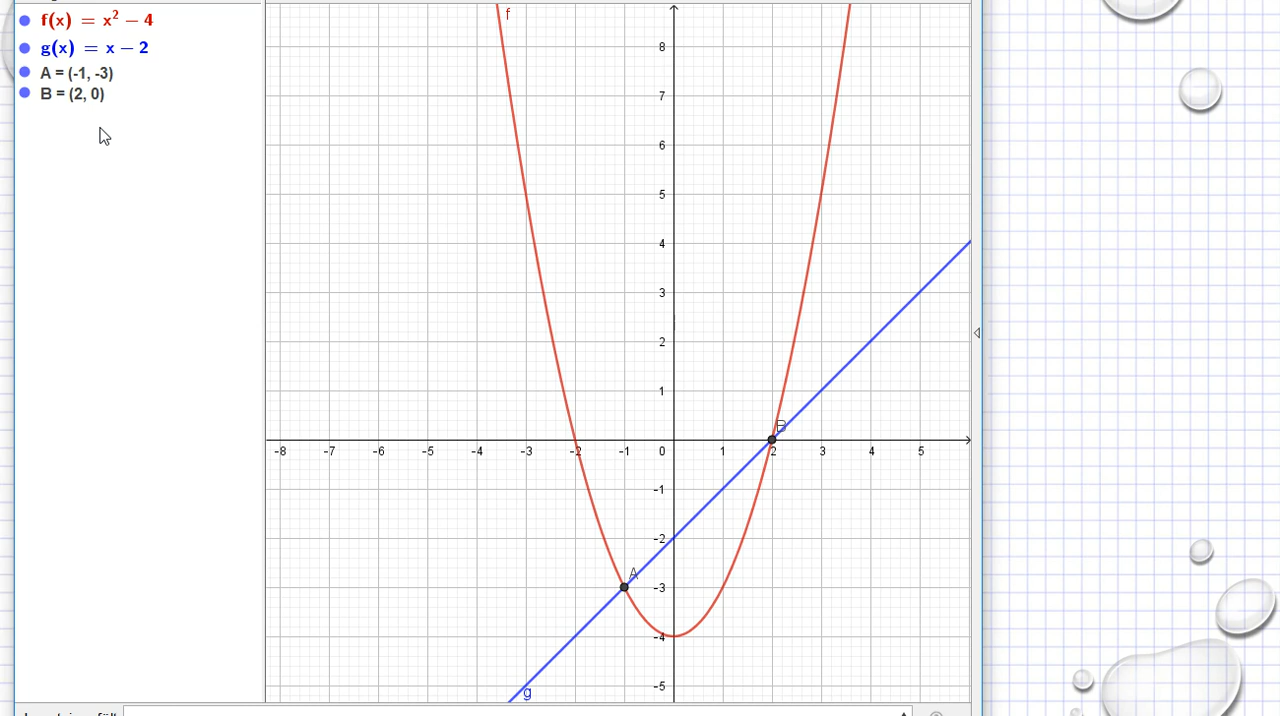 f(x) = x² − 4
g(x) = x − 2
A = (-1, -3)
B = (2, 0)
f
8
7
6
5
4
3
2
1
B
-8 -7 -6 -5 -4 -3 -2 -1 0 1 2 3 4 5
-1
-2
A
-3
-4
-5
g